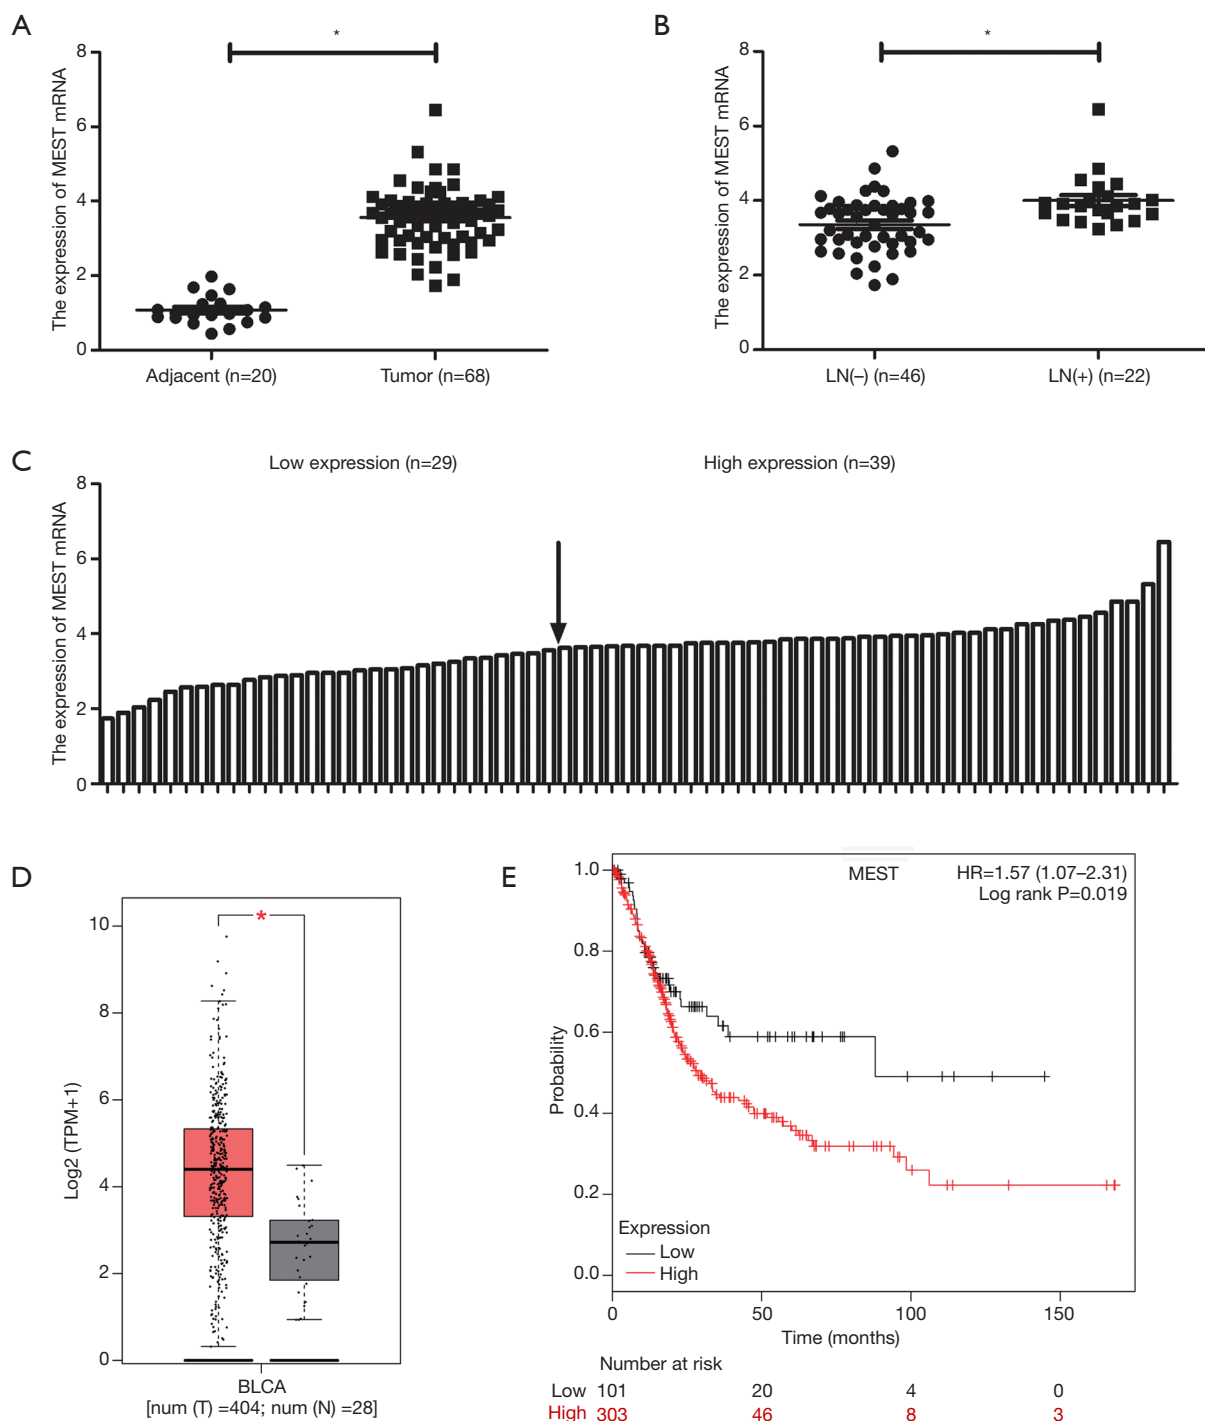 A
B
*
*
8
6
4
2
0
The expression of MEST mRNA
Adjacent (n=20)
Tumor (n=68)
8
6
4
2
0
The expression of MEST mRNA
LN(−) (n=46)
LN(+) (n=22)
C
Low expression (n=29)
High expression (n=39)
8
6
4
2
0
The expression of MEST mRNA
D
*
10
8
6
4
2
0
Log2 (TPM+1)
BLCA
[num (T) =404; num (N) =28]
E
MEST
HR=1.57 (1.07–2.31)
Log rank P=0.019
1.0
0.8
0.6
0.4
0.2
0.0
Probability
Expression
Low
High
0
50
100
150
Time (months)
Number at risk
Low 101 20 4 0
High 303 46 8 3